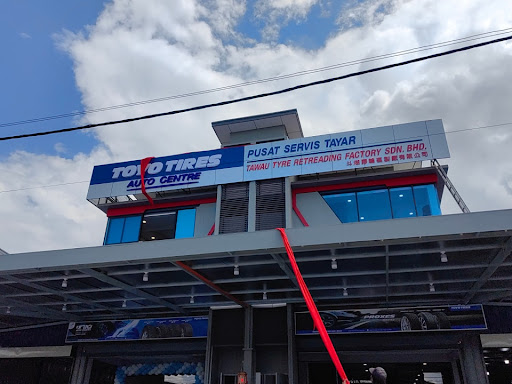 TOYO TIRES
AUTO CENTRE
PUSAT SERVIS TAYAR
TAWAU TYRE RETREADING FACTORY SDN. BHD.
PROXES